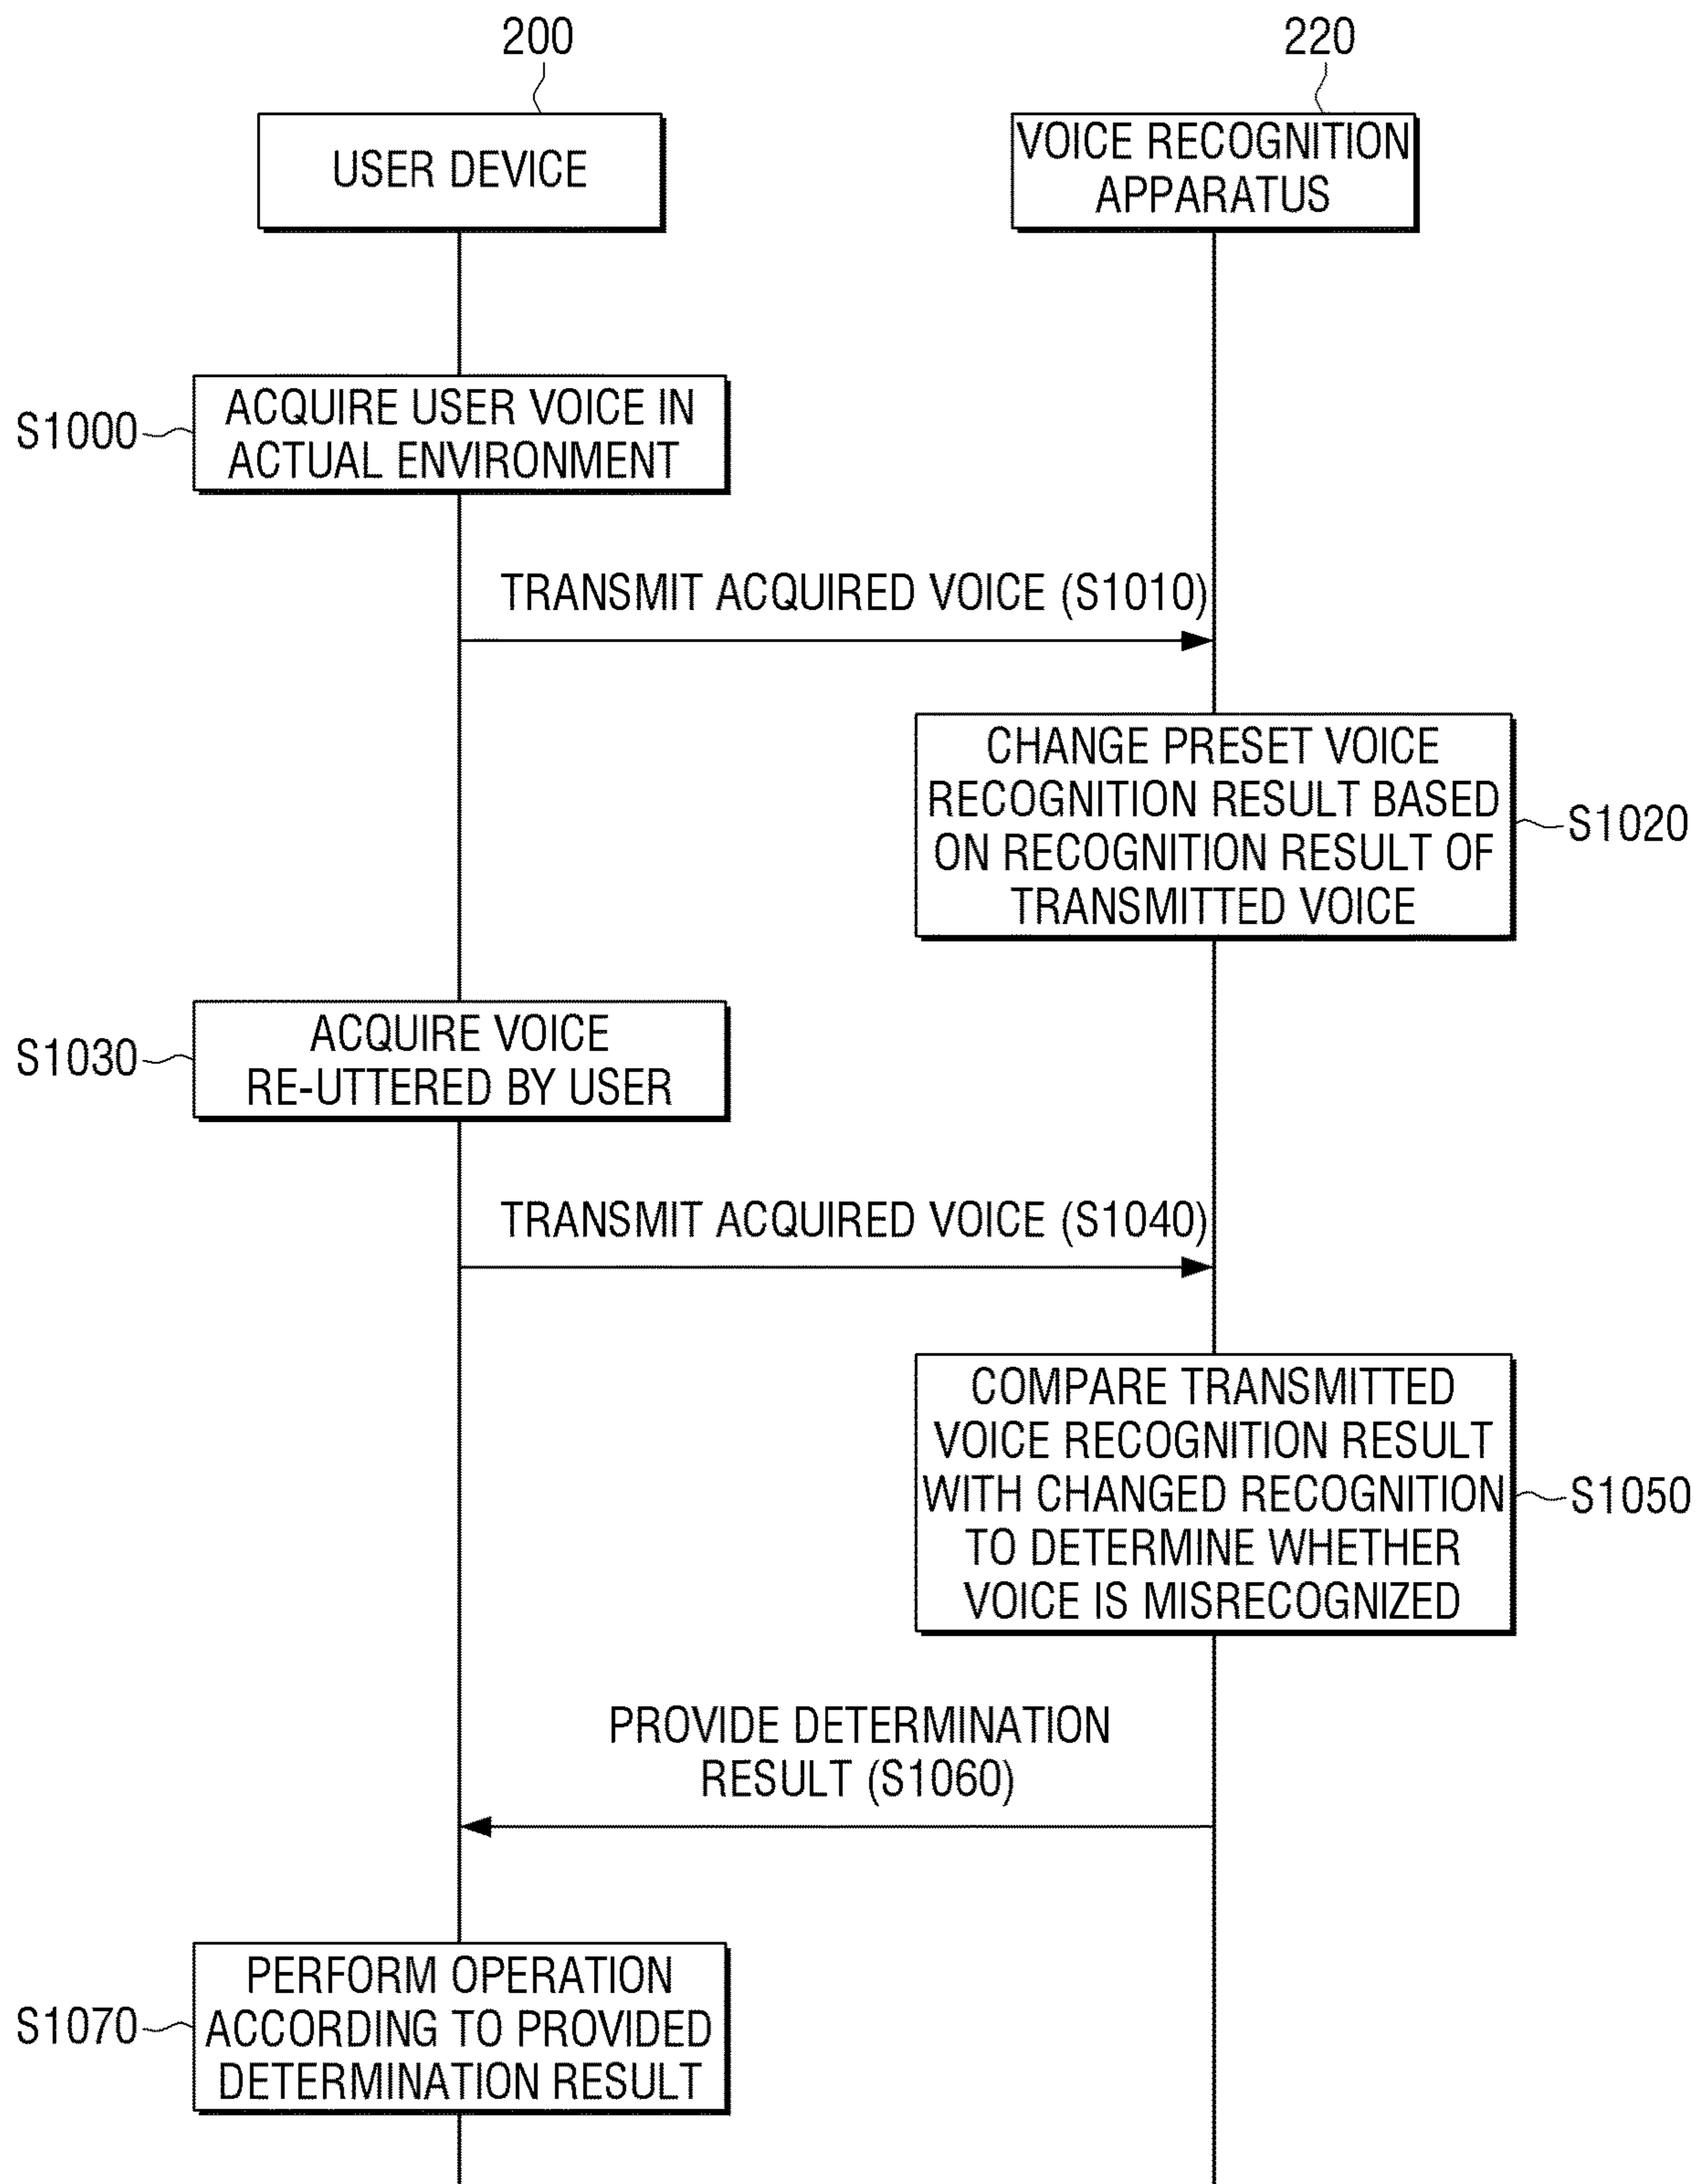 200
220
USER DEVICE
VOICE RECOGNITION
APPARATUS
S1000
ACQUIRE USER VOICE IN
ACTUAL ENVIRONMENT
TRANSMIT ACQUIRED VOICE (S1010)
CHANGE PRESET VOICE
RECOGNITION RESULT BASED
ON RECOGNITION RESULT OF
TRANSMITTED VOICE
S1020
S1030
ACQUIRE VOICE
RE-UTTERED BY USER
TRANSMIT ACQUIRED VOICE (S1040)
COMPARE TRANSMITTED
VOICE RECOGNITION RESULT
WITH CHANGED RECOGNITION
TO DETERMINE WHETHER
VOICE IS MISRECOGNIZED
S1050
PROVIDE DETERMINATION
RESULT (S1060)
S1070
PERFORM OPERATION
ACCORDING TO PROVIDED
DETERMINATION RESULT